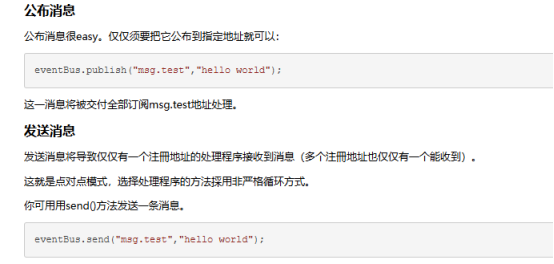 公布消息
公布消息很easy。仅仅须要把它公布到指定地址就可以：
eventBus.publish("msg.test","hello world");
这一消息将被交付全部订阅msg.test地址处理。
发送消息
发送消息将导致仅仅有一个注冊地址的处理程序接收到消息（多个注冊地址也仅仅有一个能收到）。
这就是点对点模式，选择处理程序的方法採用非严格循环方式。
你可用用send()方法发送一条消息。
eventBus.send("msg.test","hello world");